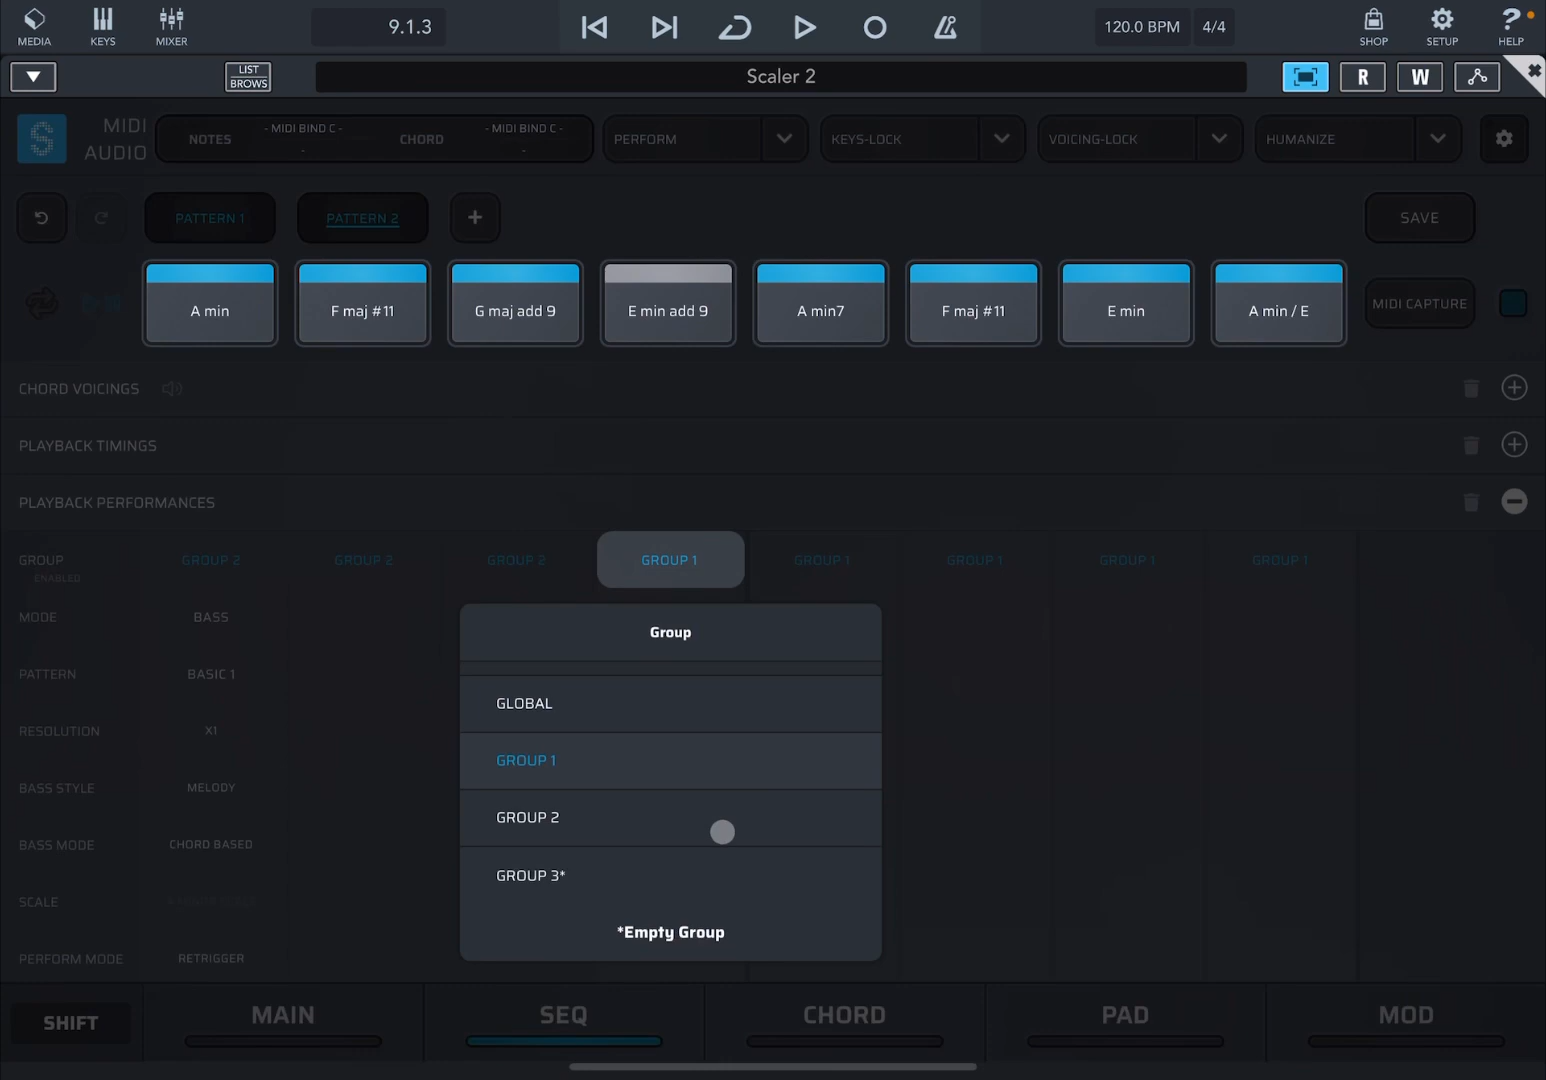 9.1.3
120.0 BPM
4/4
MEDIA
KEYS
MIXER
SHOP
SETUP
?
HELP
LIST
BROWS
Scaler 2
R
W
S
MIDI
AUDIO
NOTES
- MIDI BIND C -
-
CHORD
- MIDI BIND C -
-
PERFORM
KEYS-LOCK
VOICING-LOCK
HUMANIZE
PATTERN 1
PATTERN 2
+
SAVE
A min
F maj #11
G maj add 9
E min add 9
A min7
F maj #11
E min
A min / E
MIDI CAPTURE
CHORD VOICINGS
PLAYBACK TIMINGS
PLAYBACK PERFORMANCES
GROUP
ENABLED
GROUP 2
GROUP 2
GROUP 2
GROUP 1
GROUP 1
GROUP 1
GROUP 1
GROUP 1
MODE
BASS
PATTERN
BASIC 1
RESOLUTION
X1
BASS STYLE
MELODY
BASS MODE
CHORD BASED
SCALE
PERFORM MODE
RETRIGGER
Group
GLOBAL
GROUP 1
GROUP 2
GROUP 3*
*Empty Group
SHIFT
MAIN
SEQ
CHORD
PAD
MOD